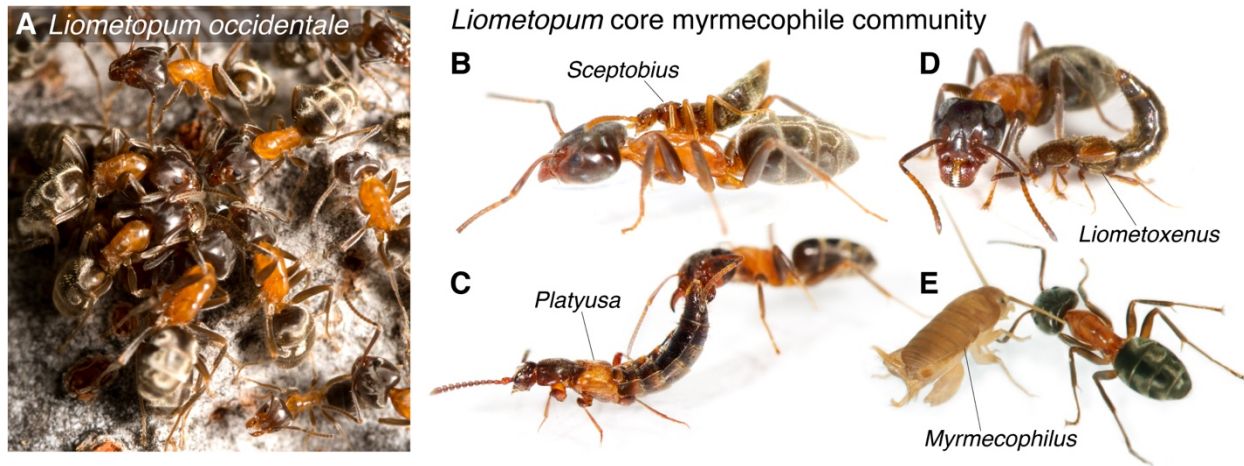 A Liometopum occidentale
Liometopum core myrmecophile community
B
Sceptobius
C
Platyusa
D
Liometoxenus
E
Myrmecophilus